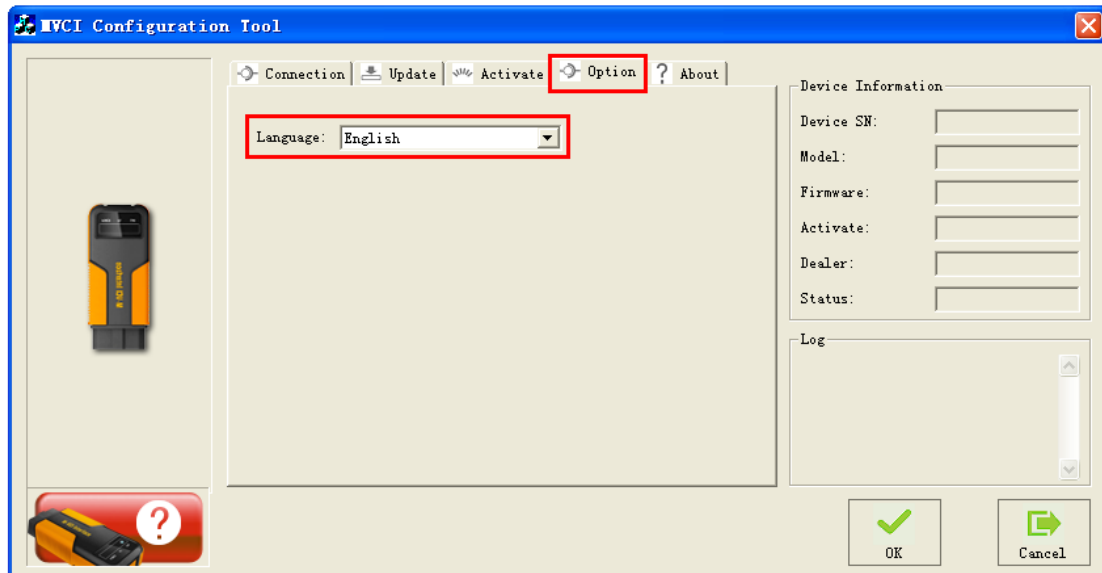 MVCI Configuration Tool
Connection Update Activate Option ? About
Language: English
Device Information
Device SN:
Model:
Firmware:
Activate:
Dealer:
Status:
Log
?
OK
Cancel